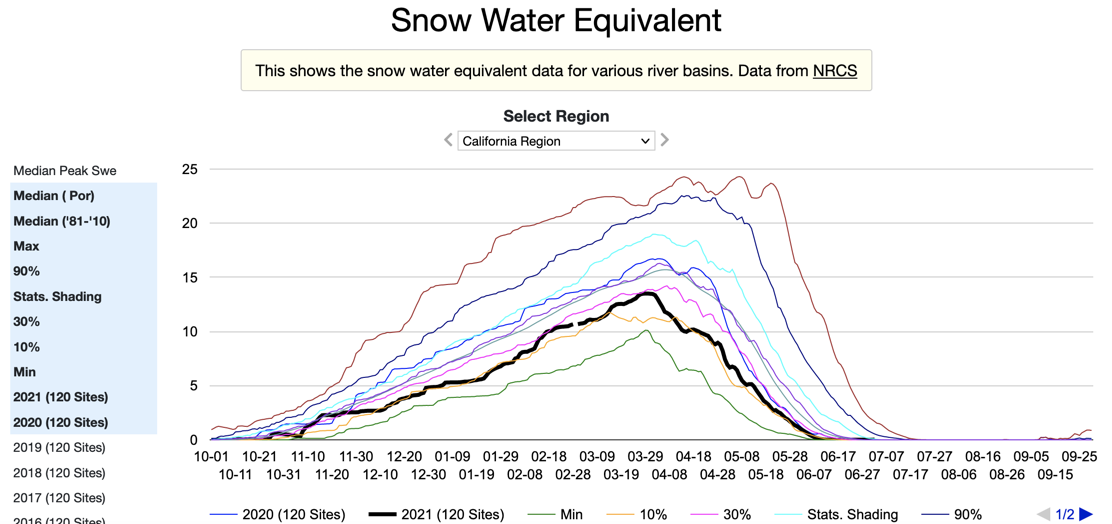 Snow Water Equivalent
This shows the snow water equivalent data for various river basins. Data from NRCS
Select Region
California Region
Median Peak Swe
Median ( Por)
Median ('81-'10)
Max
90%
Stats. Shading
30%
10%
Min
2021 (120 Sites)
2020 (120 Sites)
2019 (120 Sites)
2018 (120 Sites)
2017 (120 Sites)
2016 (120 Sites)
25
20
15
10
5
0
10-01 10-21 11-10 11-30 12-20 01-09 01-29 02-18 03-09 03-29 04-18 05-08 05-28 06-17 07-07 07-27 08-16 09-05 09-25
10-11 10-31 11-20 12-10 12-30 01-19 02-08 02-28 03-19 04-08 04-28 05-18 06-07 06-27 07-17 08-06 08-26 09-15
2020 (120 Sites) 2021 (120 Sites) Min 10% 30% Stats. Shading 90% 1/2